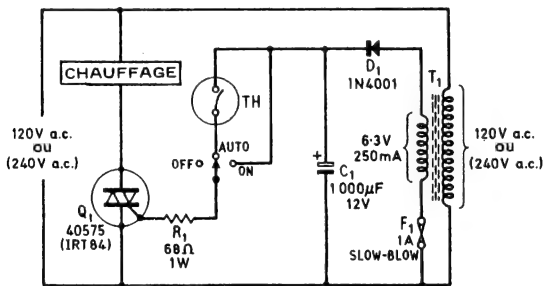 CHAUFFAGE
TH
D1
1N4001
T1
120V a.c.
ou
(240V a.c.)
AUTO
OFF
ON
6·3V
250mA
120V a.c.
ou
(240V a.c.)
+
C1
1000µF
12V
Q1
40575
(IRT84)
R1
68Ω
1W
F1
1A
SLOW-BLOW